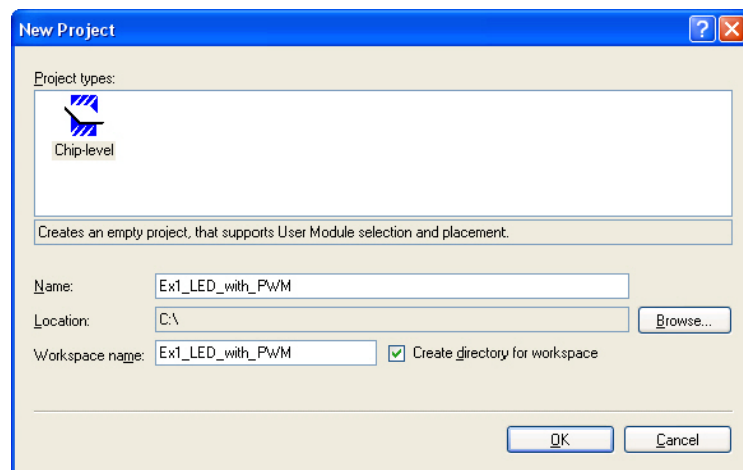 New Project
Project types:
Chip-level
Creates an empty project, that supports User Module selection and placement.
Name: Ex1_LED_with_PWM
Location: C:\ Browse...
Workspace name: Ex1_LED_with_PWM Create directory for workspace
OK Cancel